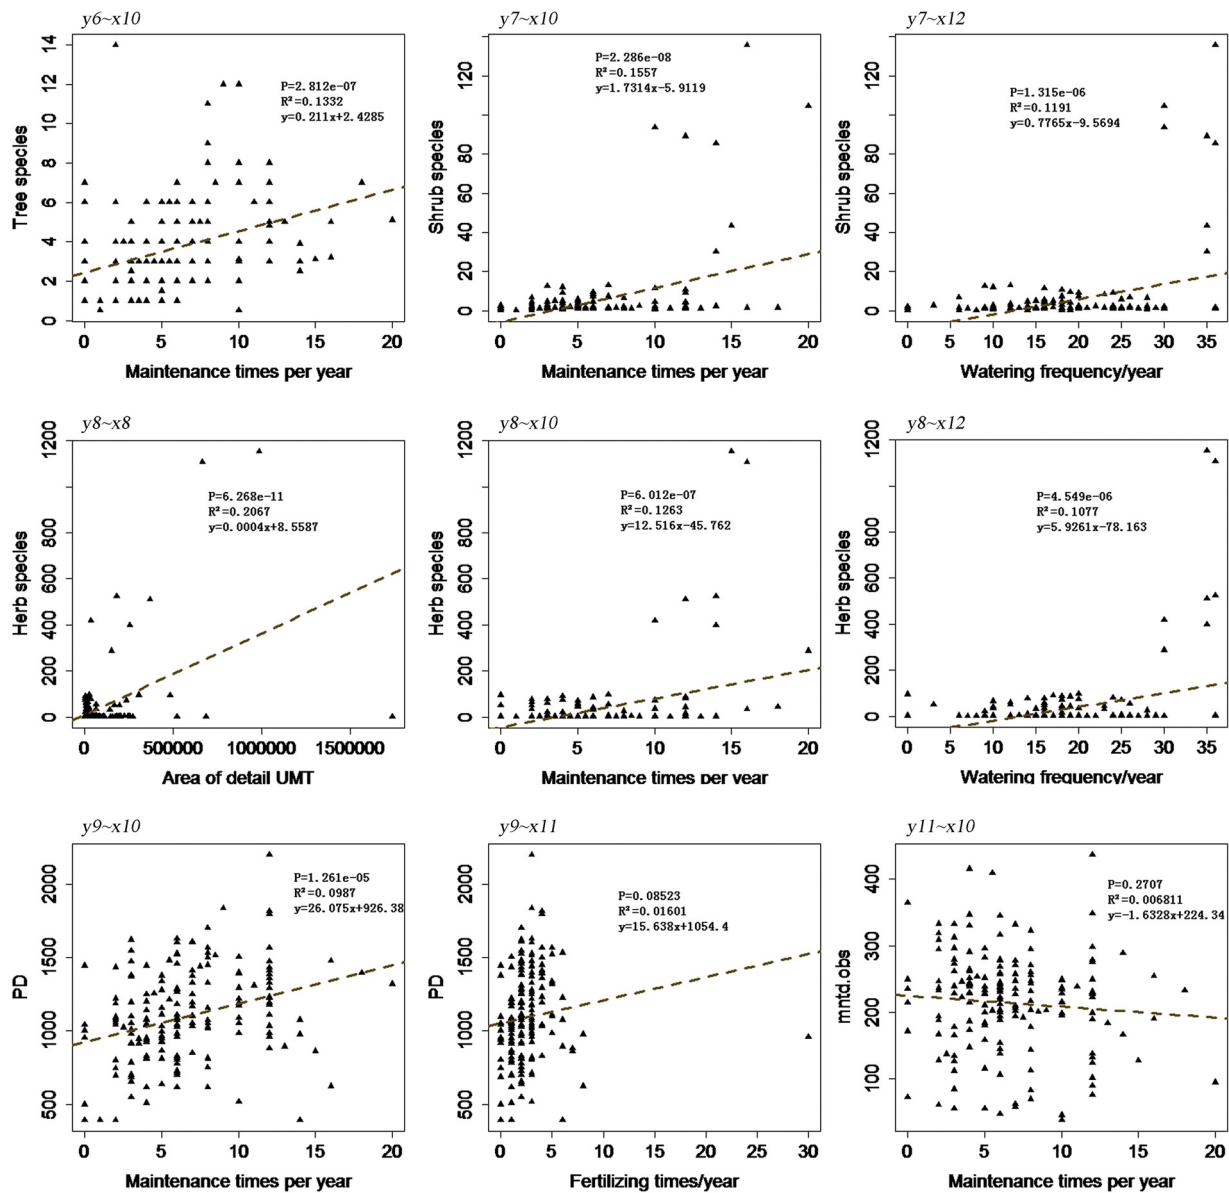 y6~x10
Tree species
14
12
10
8
6
4
2
0
P=2.812e-07
R²=0.1332
y=0.211x+2.4285
0 5 10 15 20
Maintenance times per year
y7~x10
Shrub species
120
80
60
40
20
0
P=2.286e-08
R²=0.1557
y=1.7314x-5.9119
0 5 10 15 20
Maintenance times per year
y7~x12
Shrub species
120
80
60
40
20
0
P=1.315e-06
R²=0.1191
y=0.7765x-9.5694
0 5 10 15 20 25 30 35
Watering frequency/year
y8~x8
Herb species
1200
800
600
400
200
0
P=6.268e-11
R²=0.2067
y=0.0004x+8.5587
0 500000 1000000 1500000
Area of detail UMT
y8~x10
Herb species
1200
800
600
400
200
0
P=6.012e-07
R²=0.1263
y=12.516x-45.762
0 5 10 15 20
Maintenance times per year
y8~x12
Herb species
1200
800
600
400
200
0
P=4.549e-06
R²=0.1077
y=5.9261x-78.163
0 5 10 15 20 25 30 35
Watering frequency/year
y9~x10
PD
2000
1500
1000
500
P=1.261e-05
R²=0.0987
y=26.075x+926.38
0 5 10 15 20
Maintenance times per year
y9~x11
PD
2000
1500
1000
500
P=0.08523
R²=0.01601
y=15.638x+1054.4
0 5 10 15 20 25 30
Fertilizing times/year
y11~x10
mntd.obs
400
300
200
100
P=0.2707
R²=0.006811
y=-1.6328x+224.34
0 5 10 15 20
Maintenance times per year